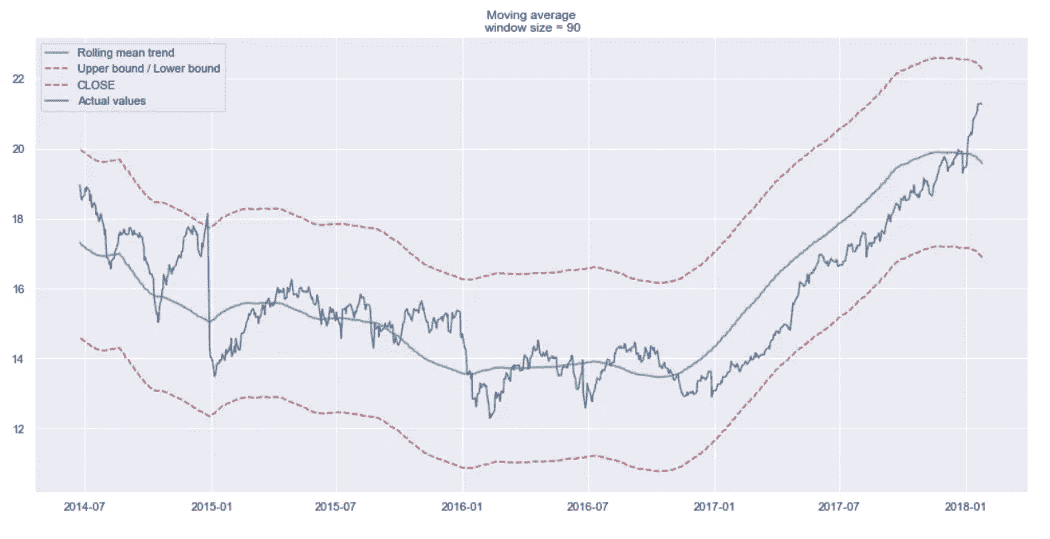 Moving average
window size = 90
Rolling mean trend
Upper bound / Lower bound
CLOSE
Actual values
22
20
18
16
14
12
2014-07
2015-01
2015-07
2016-01
2016-07
2017-01
2017-07
2018-01